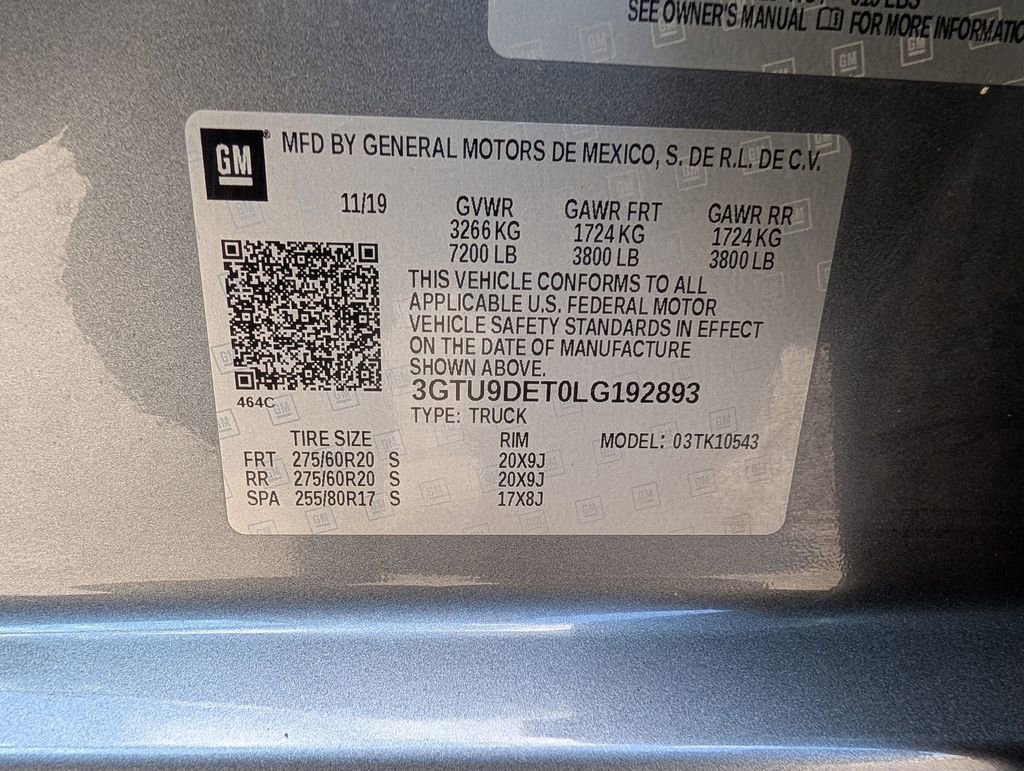 SEE OWNER'S MANUAL FOR MORE INFORMATIO
GM
MFD BY GENERAL MOTORS DE MEXICO, S. DE R.L. DE C.V.
11/19 GVWR GAWR FRT GAWR RR
3266 KG 1724 KG 1724 KG
7200 LB 3800 LB 3800 LB
THIS VEHICLE CONFORMS TO ALL
APPLICABLE U.S. FEDERAL MOTOR
VEHICLE SAFETY STANDARDS IN EFFECT
ON THE DATE OF MANUFACTURE
SHOWN ABOVE.
3GTU9DET0LG192893
464C
TYPE: TRUCK
TIRE SIZE RIM MODEL: 03TK10543
FRT 275/60R20 S 20X9J
RR 275/60R20 S 20X9J
SPA 255/80R17 S 17X8J